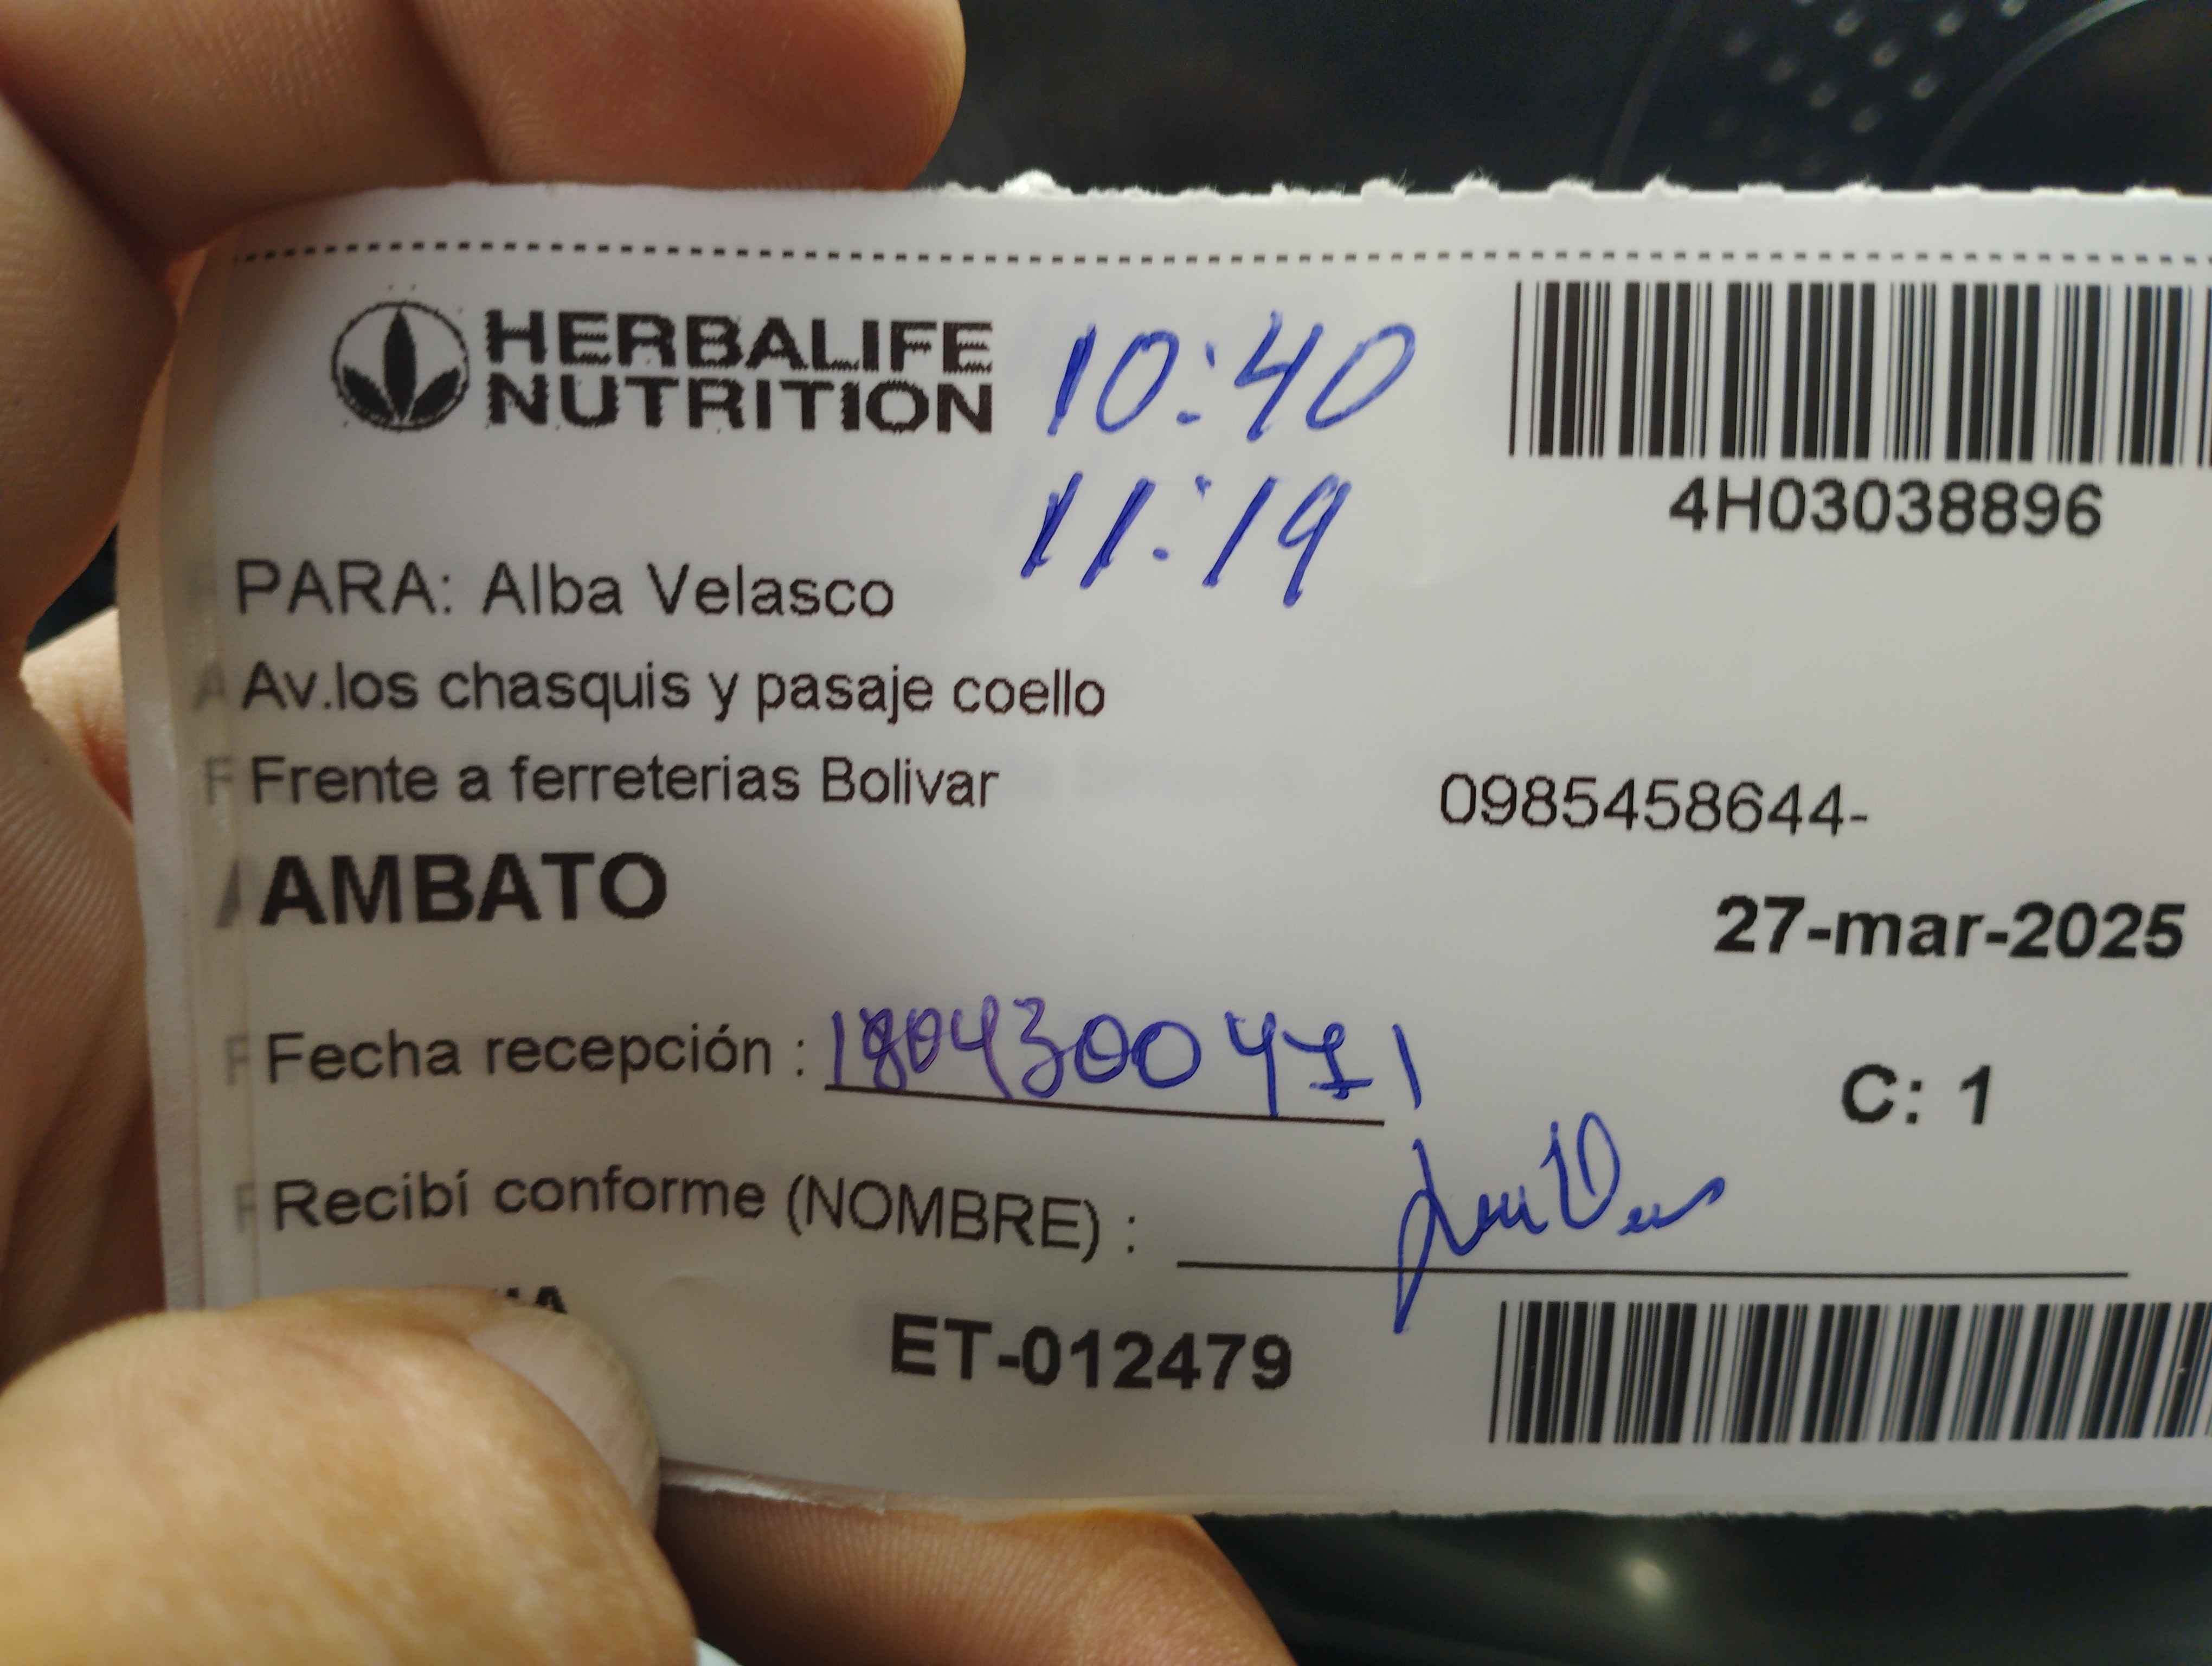 HERBALIFE
NUTRITION
10:40
11:19
4H03038896
PARA: Alba Velasco
Av.los chasquis y pasaje coello
Frente a ferreterias Bolivar
0985458644-
AMBATO
27-mar-2025
Fecha recepción : 1804300471
C: 1
Recibí conforme (NOMBRE) :
ET-012479